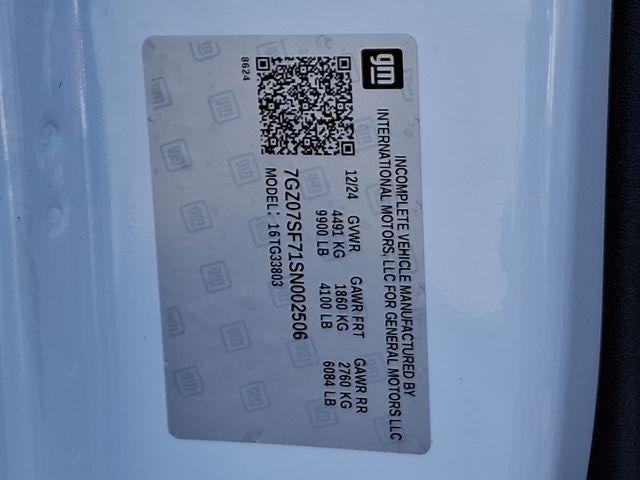 gm
INCOMPLETE VEHICLE MANUFACTURED BY
INTERNATIONAL MOTORS, LLC FOR GENERAL MOTORS LLC
12/24 GVWR GAWR FRT GAWR RR
4491 KG 1860 KG 2760 KG
9900 LB 4100 LB 6084 LB
7GZ07SF71SN002506
MODEL: 16TG33803
8624